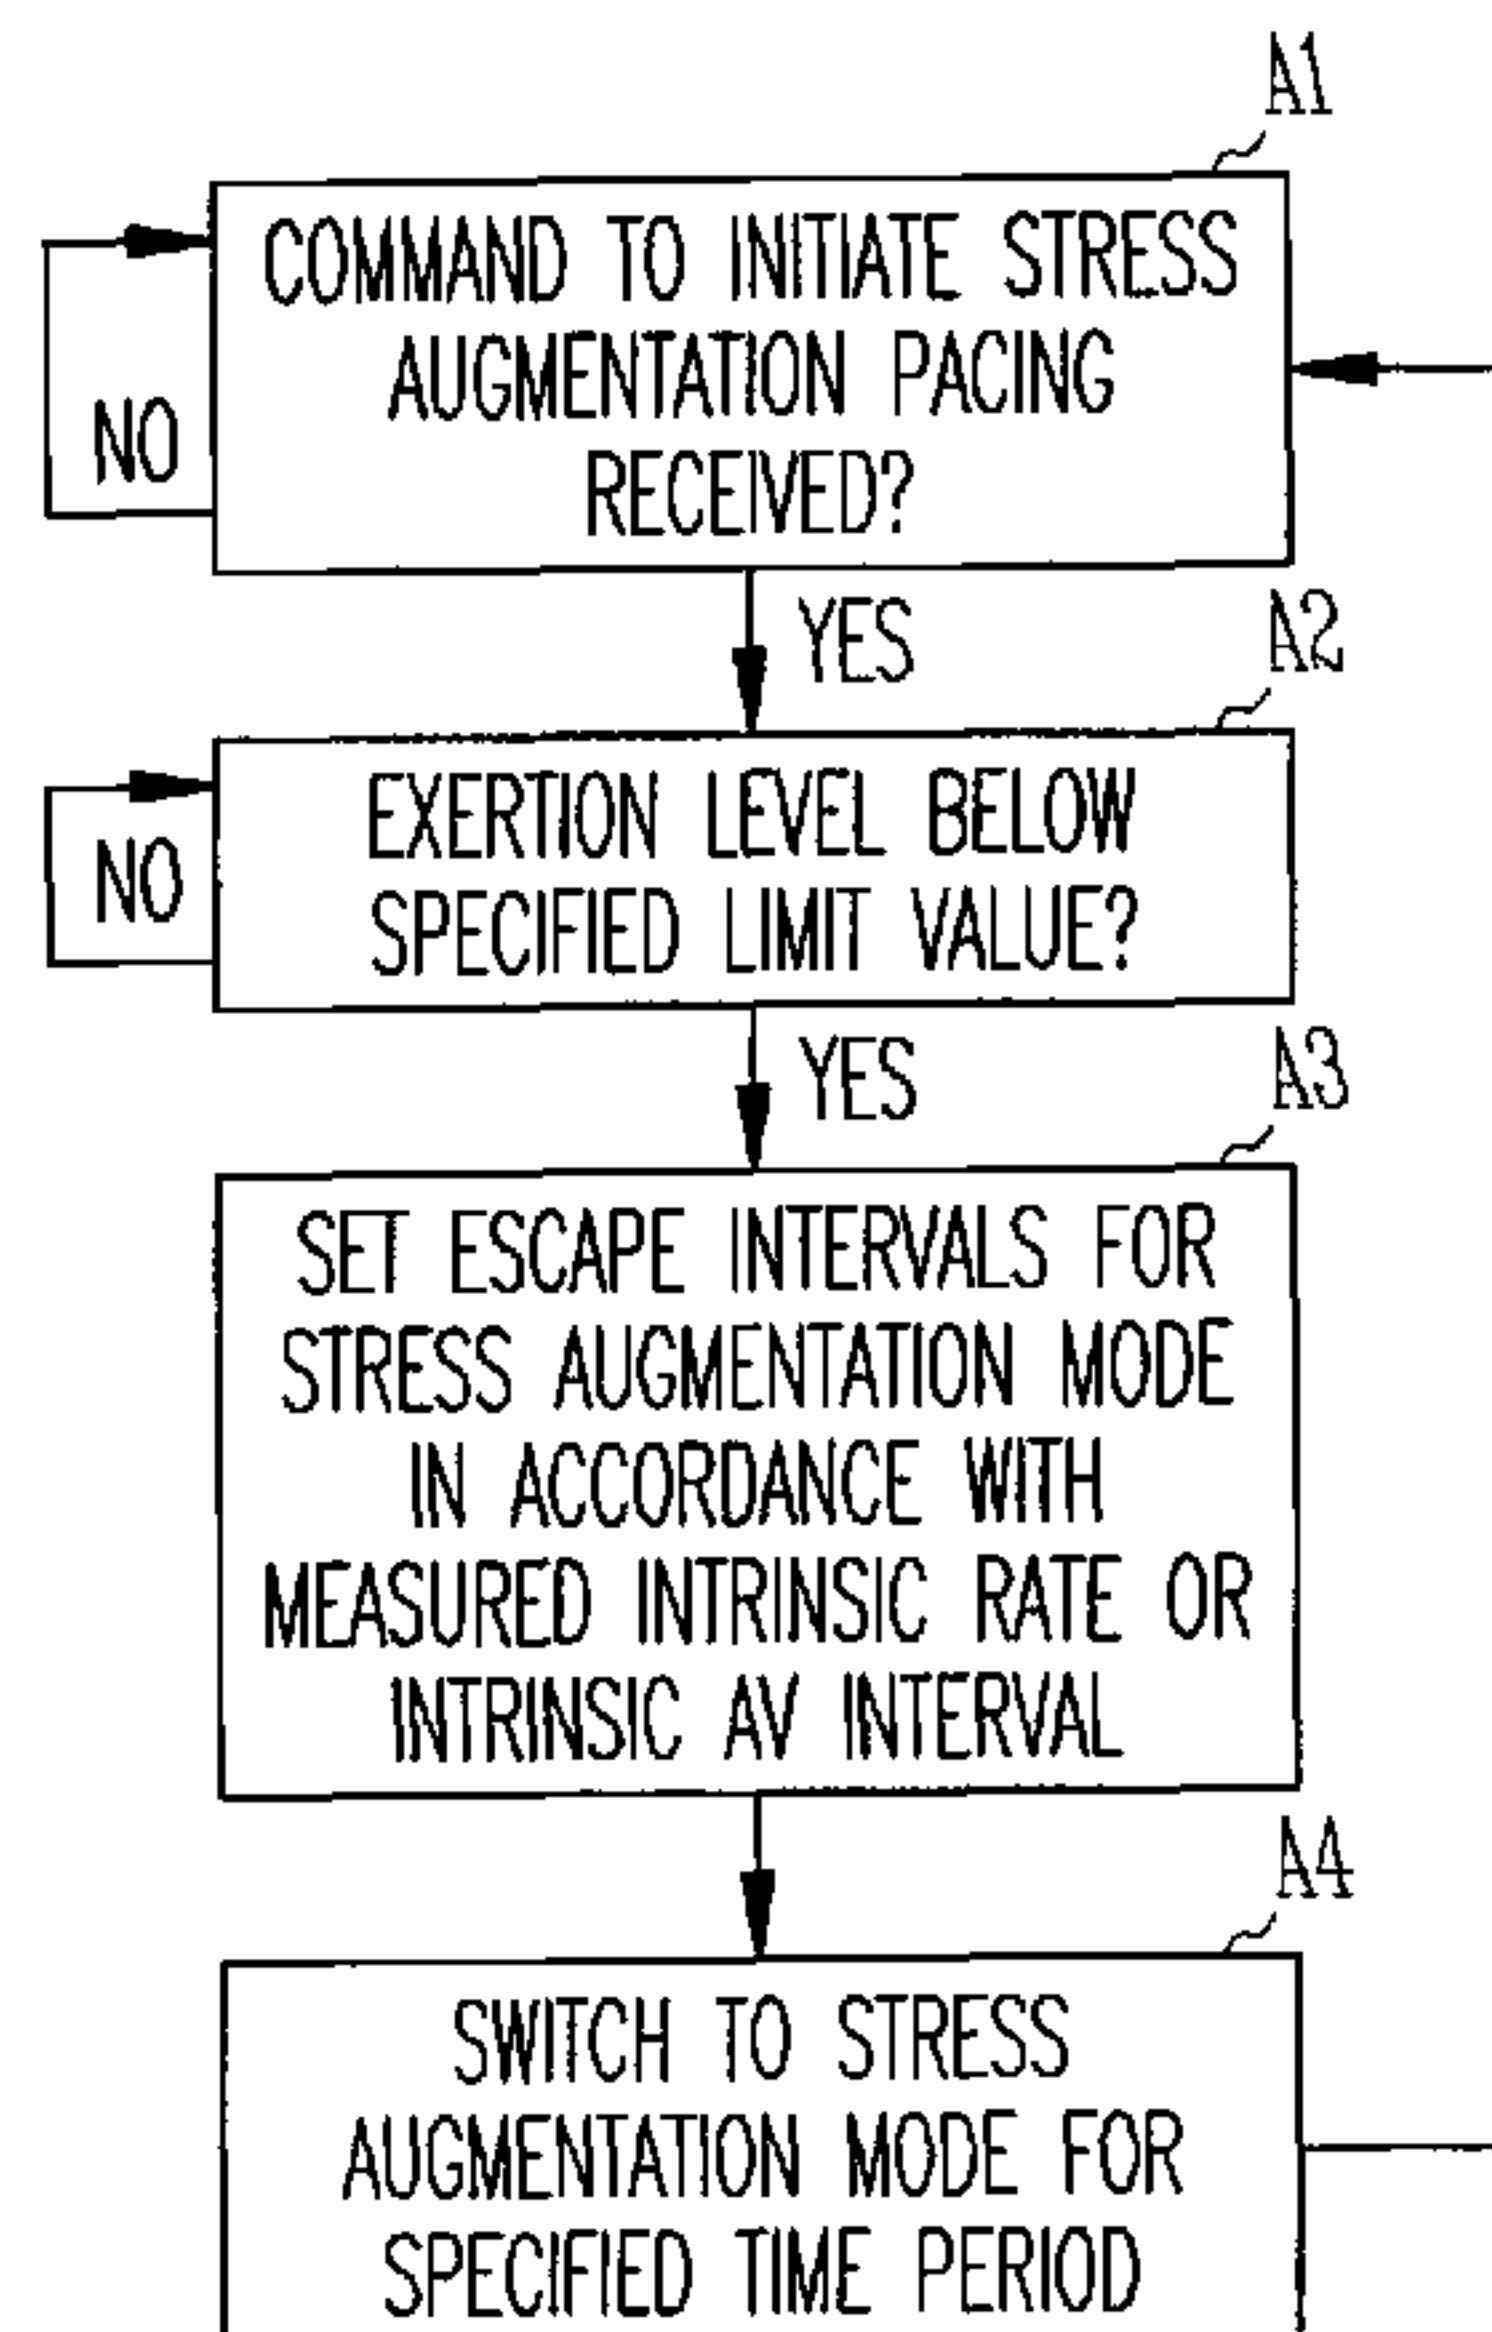 A1
COMMAND TO INITIATE STRESS
AUGMENTATION PACING
RECEIVED?
NO
YES
A2
EXERTION LEVEL BELOW
SPECIFIED LIMIT VALUE?
NO
YES
A3
SET ESCAPE INTERVALS FOR
STRESS AUGMENTATION MODE
IN ACCORDANCE WITH
MEASURED INTRINSIC RATE OR
INTRINSIC AV INTERVAL
A4
SWITCH TO STRESS
AUGMENTATION MODE FOR
SPECIFIED TIME PERIOD